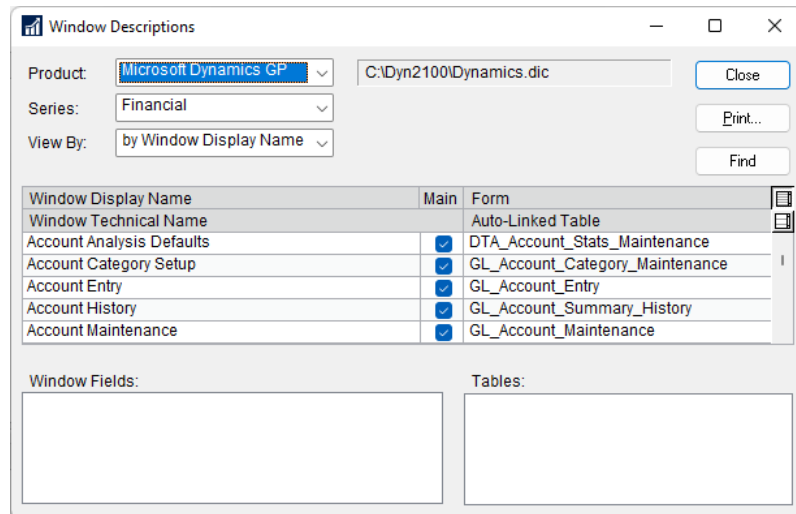 Window Descriptions
Product: Microsoft Dynamics GP C:\Dyn2100\Dynamics.dic Close
Series: Financial Print...
View By: by Window Display Name Find
Window Display Name Main Form
Window Technical Name Auto-Linked Table
Account Analysis Defaults DTA_Account_Stats_Maintenance
Account Category Setup GL_Account_Category_Maintenance
Account Entry GL_Account_Entry
Account History GL_Account_Summary_History
Account Maintenance GL_Account_Maintenance
Window Fields: Tables: